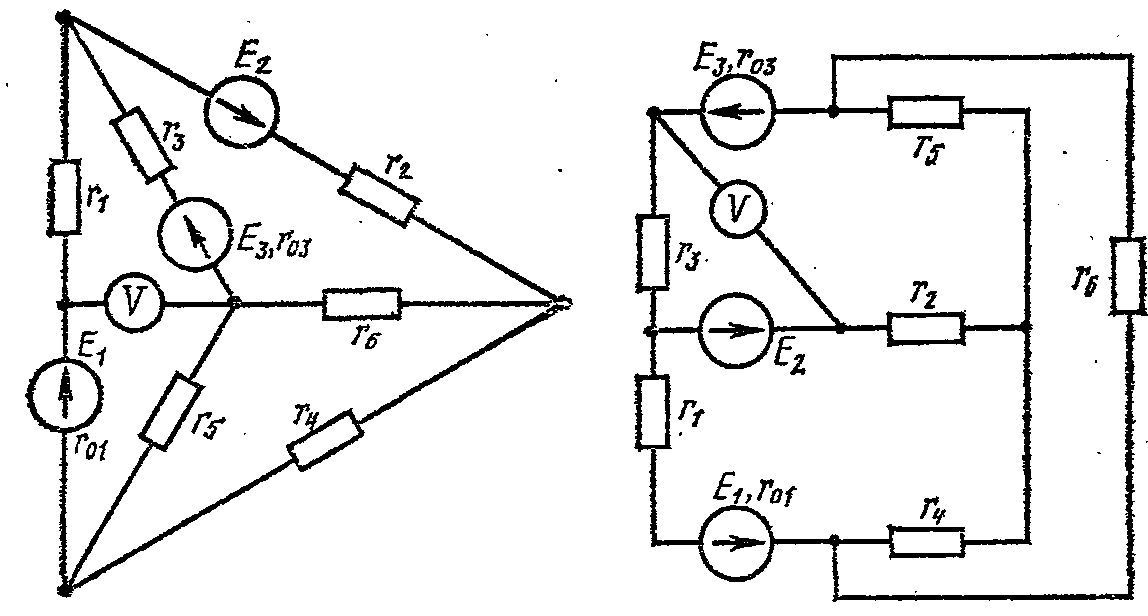 E₂
r₃
r₂
r₁
E₃, r₀₃
V
r₆
E₁
r₀₁
r₅
r₄
E₃, r₀₃
r₅
V
r₃
r₂
r₆
E₂
r₁
E₁, r₀₁
r₄